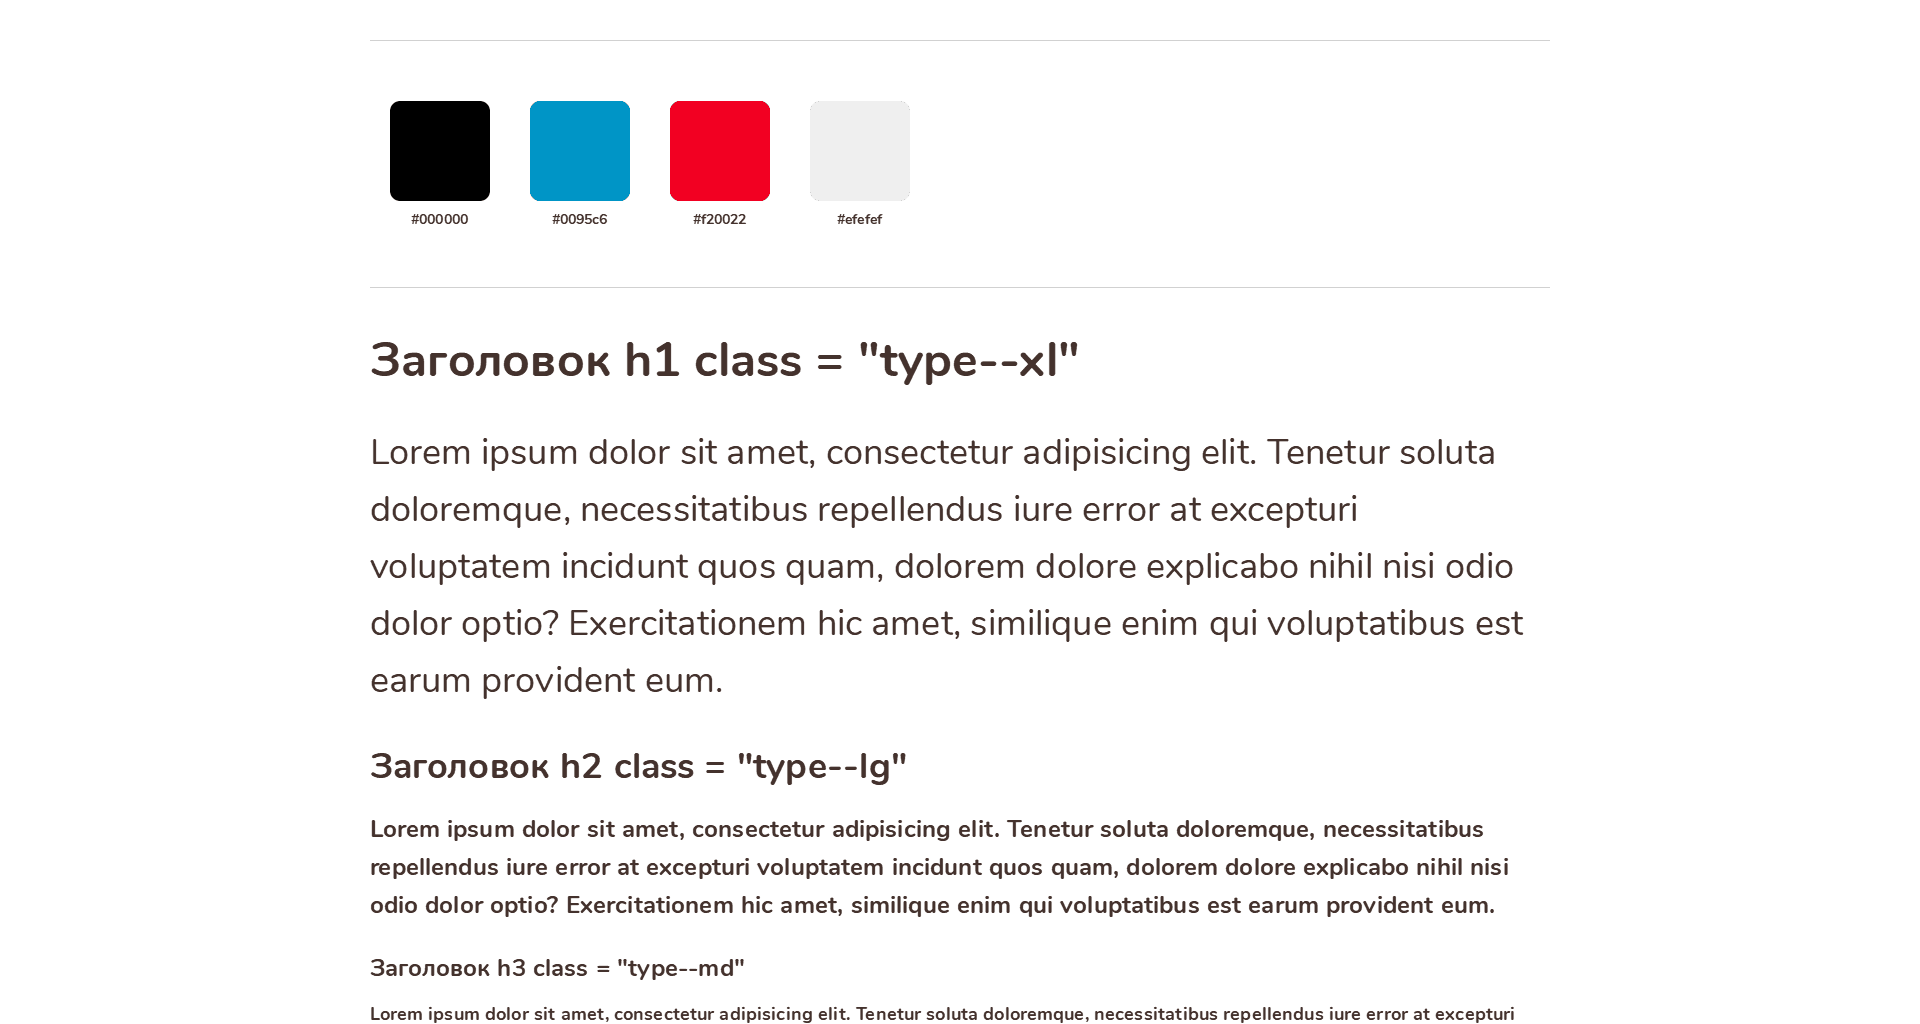 #000000 #0095c6 #f20022 #efefef
Заголовок h1 class = "type--xl"
Lorem ipsum dolor sit amet, consectetur adipisicing elit. Tenetur soluta
doloremque, necessitatibus repellendus iure error at excepturi
voluptatem incidunt quos quam, dolorem dolore explicabo nihil nisi odio
dolor optio? Exercitationem hic amet, similique enim qui voluptatibus est
earum provident eum.
Заголовок h2 class = "type--lg"
Lorem ipsum dolor sit amet, consectetur adipisicing elit. Tenetur soluta doloremque, necessitatibus
repellendus iure error at excepturi voluptatem incidunt quos quam, dolorem dolore explicabo nihil nisi
odio dolor optio? Exercitationem hic amet, similique enim qui voluptatibus est earum provident eum.
Заголовок h3 class = "type--md"
Lorem ipsum dolor sit amet, consectetur adipisicing elit. Tenetur soluta doloremque, necessitatibus repellendus iure error at excepturi